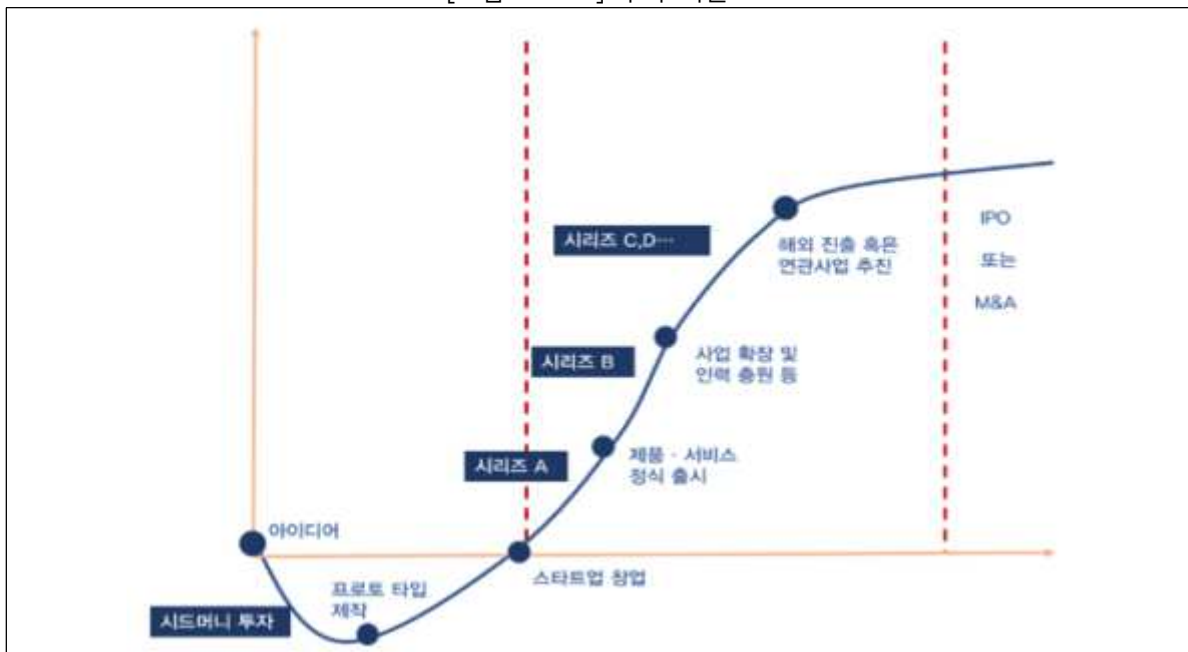 시리즈 C,D…
해외 진출 혹은
연관사업 추진
IPO
또는
M&A
시리즈 B
사업 확장 및
인력 충원 등
시리즈 A
제품 · 서비스
정식 출시
아이디어
스타트업 창업
프로토 타입
제작
시드머니 투자